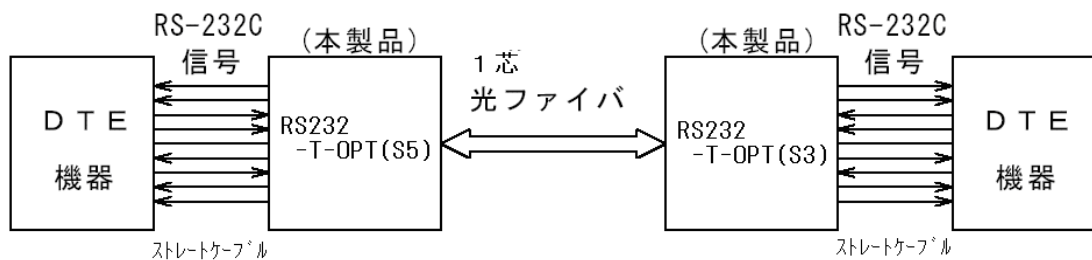 RS-232C
信号
(本製品)
DTE
機器
RS232
-T-OPT(S5)
ストレートケーブル
1芯
光ファイバ
(本製品)
RS232
-T-OPT(S3)
RS-232C
信号
DTE
機器
ストレートケーブル